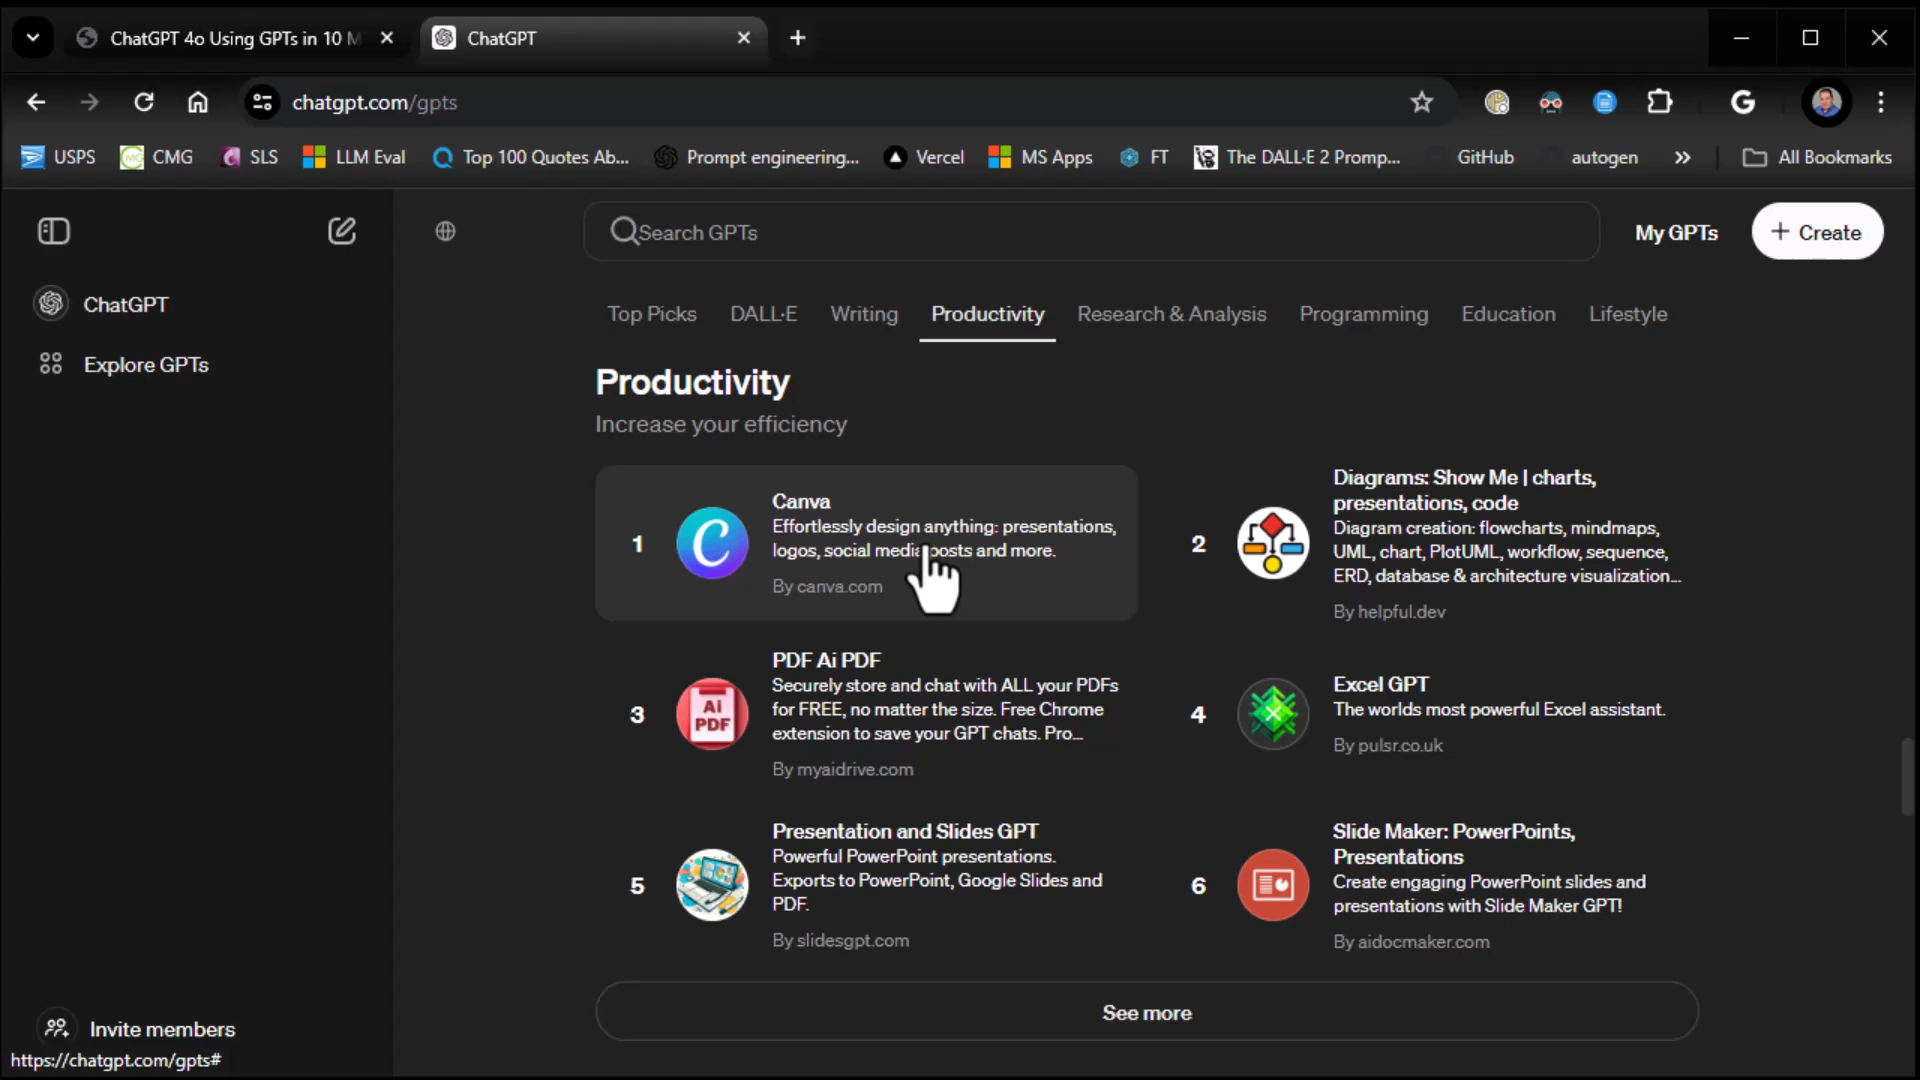 ChatGPT 4o Using GPTs in 10 M
ChatGPT
chatgpt.com/gpts
USPS
CMG
SLS
LLM Eval
Top 100 Quotes Ab...
Prompt engineering...
Vercel
MS Apps
FT
The DALL·E 2 Promp...
GitHub
autogen
All Bookmarks
Search GPTs
My GPTs
+ Create
ChatGPT
Explore GPTs
Top Picks
DALL·E
Writing
Productivity
Research & Analysis
Programming
Education
Lifestyle
Productivity
Increase your efficiency
1
Canva
Effortlessly design anything: presentations,
logos, social media posts and more.
By canva.com
2
Diagrams: Show Me | charts,
presentations, code
Diagram creation: flowcharts, mindmaps,
UML, chart, PlotUML, workflow, sequence,
ERD, database & architecture visualization...
By helpful.dev
3
AI
PDF
PDF Ai PDF
Securely store and chat with ALL your PDFs
for FREE, no matter the size. Free Chrome
extension to save your GPT chats. Pro...
By myaidrive.com
4
Excel GPT
The worlds most powerful Excel assistant.
By pulsr.co.uk
5
Presentation and Slides GPT
Powerful PowerPoint presentations.
Exports to PowerPoint, Google Slides and
PDF.
By slidesgpt.com
6
Slide Maker: PowerPoints,
Presentations
Create engaging PowerPoint slides and
presentations with Slide Maker GPT!
By aidocmaker.com
See more
Invite members
https://chatgpt.com/gpts#